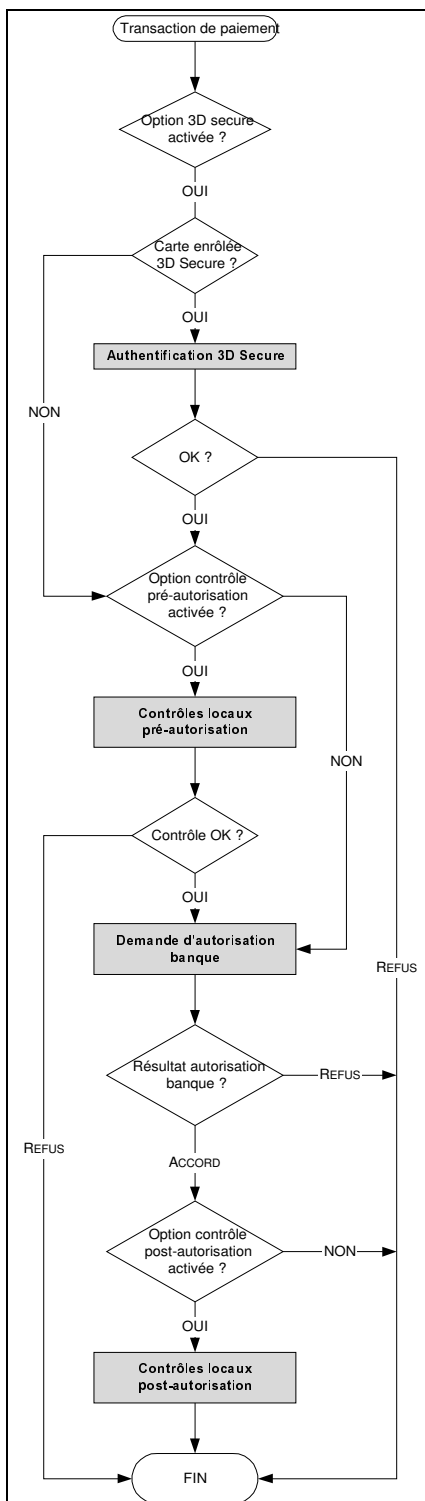 Transaction de paiement
Option 3D secure
activée ?
OUI
Carte enrôlée
3D Secure ?
OUI
Authentification 3D Secure
NON
OK ?
OUI
Option contrôle
pré-autorisation
activée ?
OUI
Contrôles locaux
pré-autorisation
NON
Contrôle OK ?
OUI
Demande d'autorisation
banque
REFUS
Résultat autorisation
banque ?
REFUS
REFUS
ACCORD
Option contrôle
post-autorisation
activée ?
NON
OUI
Contrôles locaux
post-autorisation
FIN